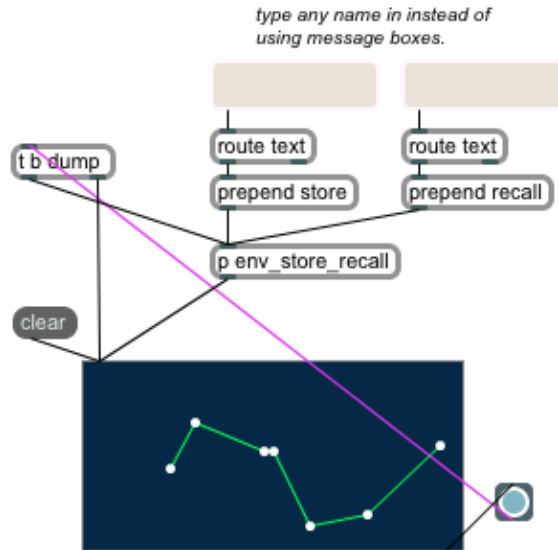 type any name in instead of
using message boxes.
route text
route text
t b dump
prepend store
prepend recall
p env_store_recall
clear